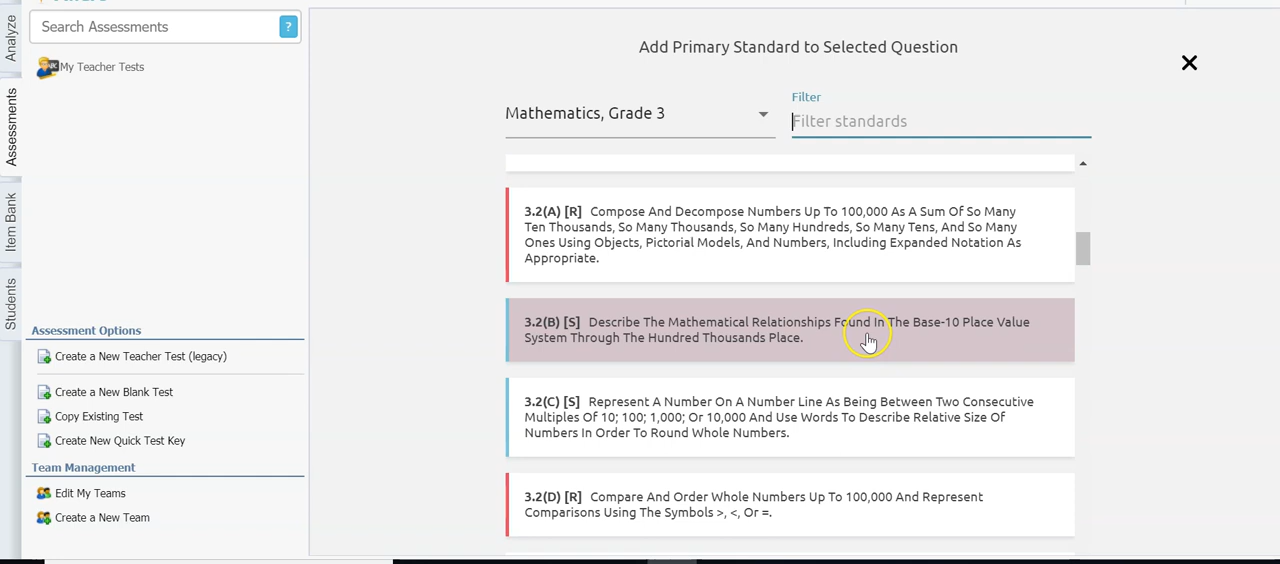 Analyze
Assessments
Item Bank
Students
Search Assessments
?
My Teacher Tests
Assessment Options
Create a New Teacher Test (legacy)
Create a New Blank Test
Copy Existing Test
Create New Quick Test Key
Team Management
Edit My Teams
Create a New Team
Add Primary Standard to Selected Question
Mathematics, Grade 3
Filter
Filter standards
3.2(A) [R] Compose And Decompose Numbers Up To 100,000 As A Sum Of So Many
Ten Thousands, So Many Thousands, So Many Hundreds, So Many Tens, And So Many
Ones Using Objects, Pictorial Models, And Numbers, Including Expanded Notation As
Appropriate.
3.2(B) [S] Describe The Mathematical Relationships Found In The Base-10 Place Value
System Through The Hundred Thousands Place.
3.2(C) [S] Represent A Number On A Number Line As Being Between Two Consecutive
Multiples Of 10; 100; 1,000; Or 10,000 And Use Words To Describe Relative Size Of
Numbers In Order To Round Whole Numbers.
3.2(D) [R] Compare And Order Whole Numbers Up To 100,000 And Represent
Comparisons Using The Symbols >, <, Or =.